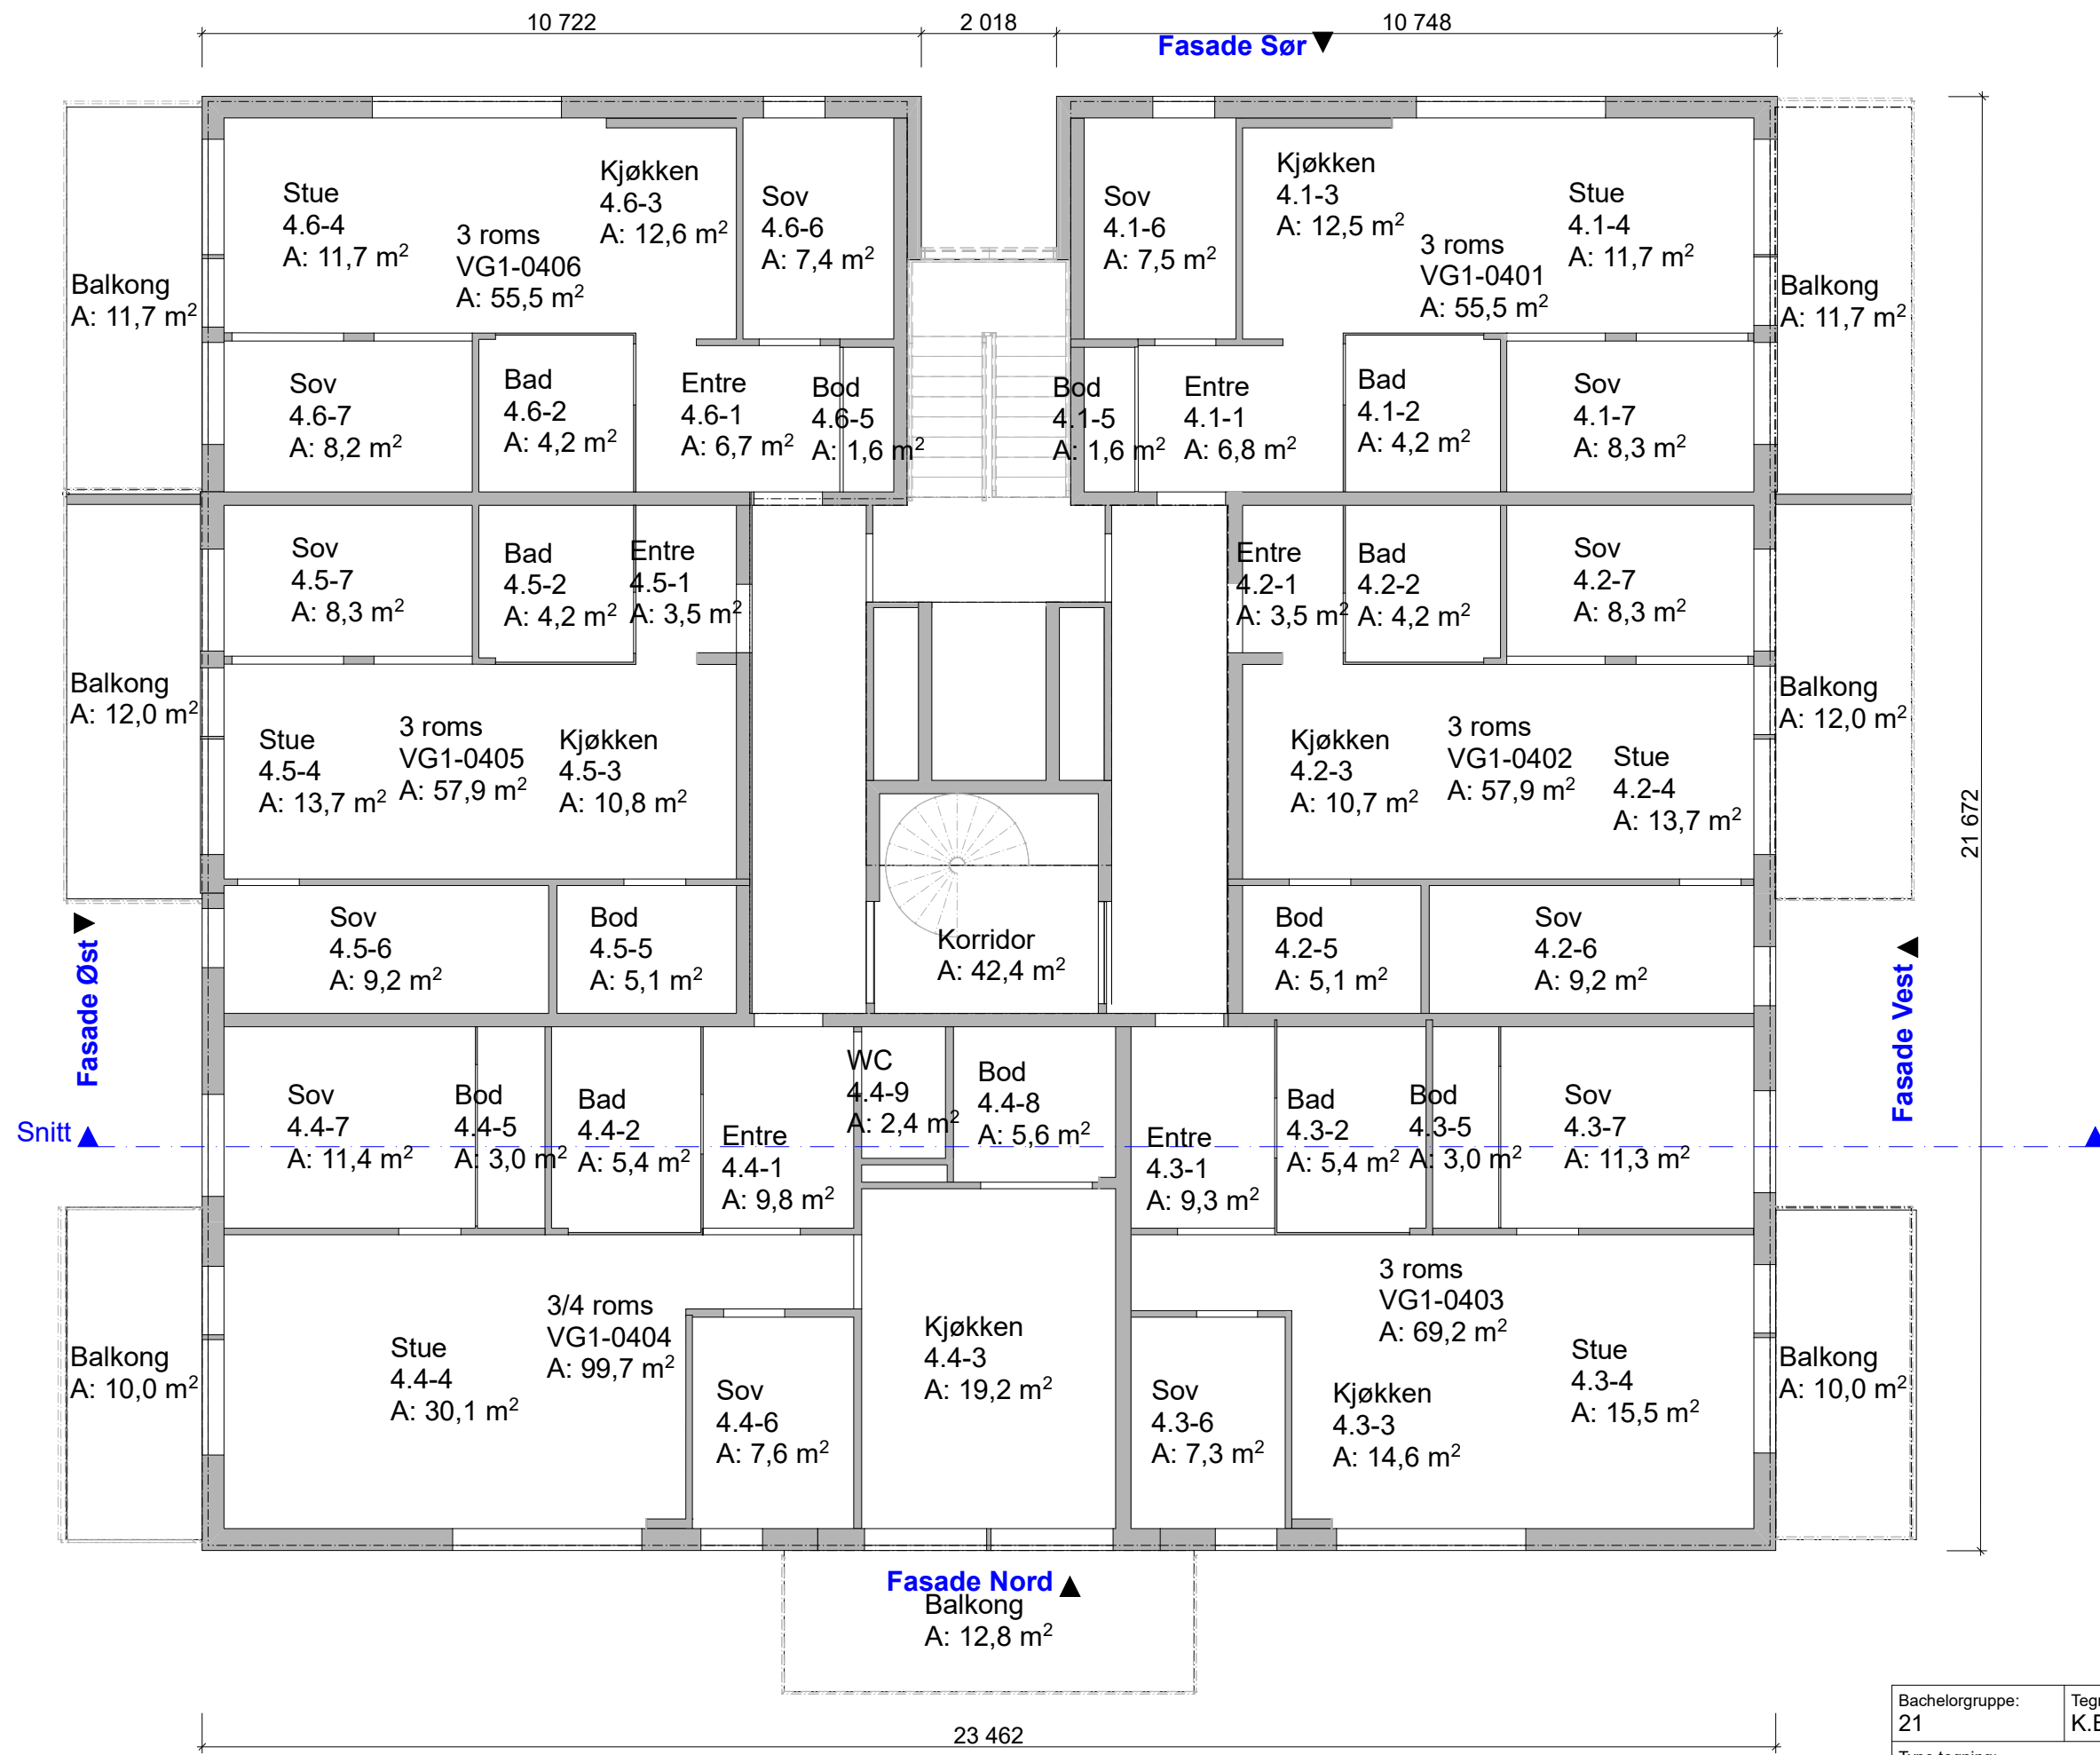 10 722
2 018
10 748
Fasade Sør
Stue
4.6-4
A: 11,7 m²
3 roms
VG1-0406
A: 55,5 m²
Kjøkken
4.6-3
A: 12,6 m²
Sov
4.6-6
A: 7,4 m²
Sov
4.1-6
A: 7,5 m²
Kjøkken
4.1-3
A: 12,5 m²
3 roms
VG1-0401
A: 55,5 m²
Stue
4.1-4
A: 11,7 m²
Balkong
A: 11,7 m²
Balkong
A: 11,7 m²
Sov
4.6-7
A: 8,2 m²
Bad
4.6-2
A: 4,2 m²
Entre
4.6-1
A: 6,7 m²
Bod
4.6-5
A: 1,6 m²
Bod
4.1-5
A: 1,6 m²
Entre
4.1-1
A: 6,8 m²
Bad
4.1-2
A: 4,2 m²
Sov
4.1-7
A: 8,3 m²
Sov
4.5-7
A: 8,3 m²
Bad
4.5-2
A: 4,2 m²
Entre
4.5-1
A: 3,5 m²
Entre
4.2-1
A: 3,5 m²
Bad
4.2-2
A: 4,2 m²
Sov
4.2-7
A: 8,3 m²
Balkong
A: 12,0 m²
Stue
4.5-4
A: 13,7 m²
3 roms
VG1-0405
A: 57,9 m²
Kjøkken
4.5-3
A: 10,8 m²
Kjøkken
4.2-3
A: 10,7 m²
3 roms
VG1-0402
A: 57,9 m²
Stue
4.2-4
A: 13,7 m²
Balkong
A: 12,0 m²
21 672
Sov
4.5-6
A: 9,2 m²
Bod
4.5-5
A: 5,1 m²
Korridor
A: 42,4 m²
Bod
4.2-5
A: 5,1 m²
Sov
4.2-6
A: 9,2 m²
Fasade Øst
Fasade Vest
Snitt
Sov
4.4-7
A: 11,4 m²
Bod
4.4-5
A: 3,0 m²
Bad
4.4-2
A: 5,4 m²
Entre
4.4-1
A: 9,8 m²
WC
4.4-9
A: 2,4 m²
Bod
4.4-8
A: 5,6 m²
Entre
4.3-1
A: 9,3 m²
Bad
4.3-2
A: 5,4 m²
Bod
4.3-5
A: 3,0 m²
Sov
4.3-7
A: 11,3 m²
Balkong
A: 10,0 m²
Stue
4.4-4
A: 30,1 m²
3/4 roms
VG1-0404
A: 99,7 m²
Sov
4.4-6
A: 7,6 m²
Kjøkken
4.4-3
A: 19,2 m²
Sov
4.3-6
A: 7,3 m²
Kjøkken
4.3-3
A: 14,6 m²
3 roms
VG1-0403
A: 69,2 m²
Stue
4.3-4
A: 15,5 m²
Balkong
A: 10,0 m²
Fasade Nord
Balkong
A: 12,8 m²
23 462
Bachelorgruppe:
21